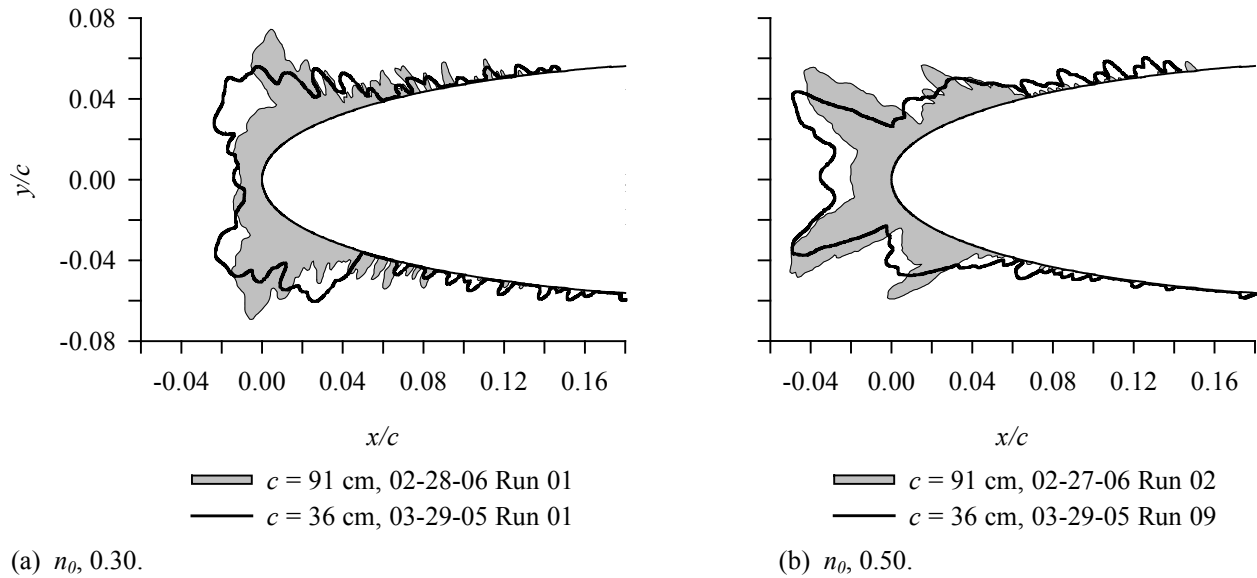 0.08
0.04
0.00
-0.04
-0.08
y/c
-0.04 0.00 0.04 0.08 0.12 0.16
x/c
c = 91 cm, 02-28-06 Run 01
c = 36 cm, 03-29-05 Run 01
(a) n0, 0.30.
-0.04 0.00 0.04 0.08 0.12 0.16
x/c
c = 91 cm, 02-27-06 Run 02
c = 36 cm, 03-29-05 Run 09
(b) n0, 0.50.